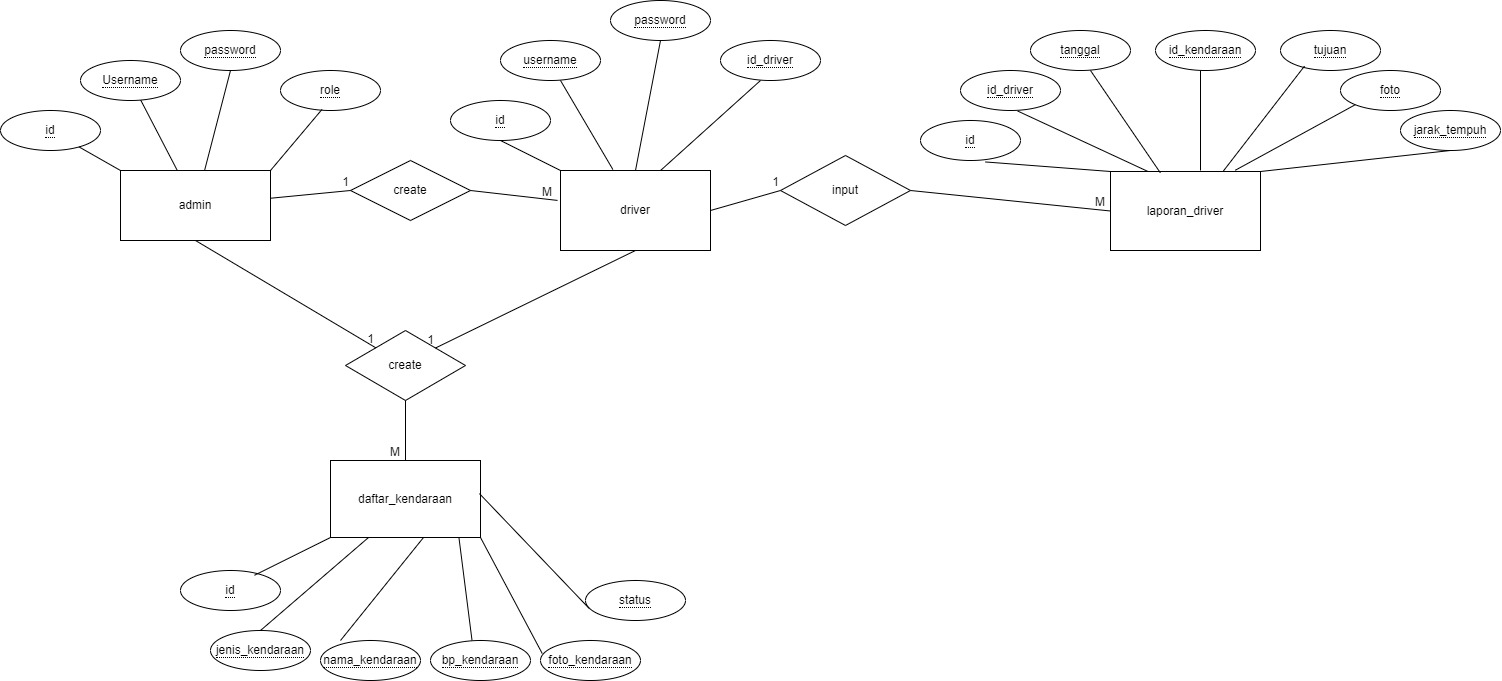 password
password
username
tanggal
id_kendaraan
tujuan
Username
role
id_driver
id_driver
foto
id
id
id
jarak_tempuh
admin
1
create
M
driver
1
input
M
laporan_driver
1
1
create
M
daftar_kendaraan
id
status
jenis_kendaraan
nama_kendaraan
bp_kendaraan
foto_kendaraan